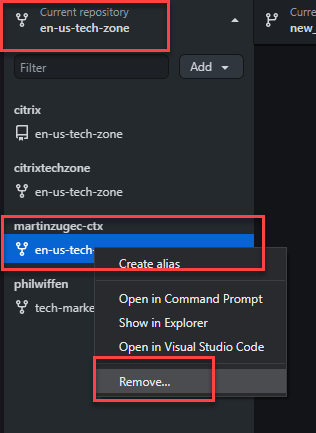 Current repository
en-us-tech-zone
Curre
new_
Filter
Add
citrix
en-us-tech-zone
citrixtechzone
en-us-tech-zone
martinzugec-ctx
en-us-tech-
Create alias
philwiffen
Open in Command Prompt
tech-marke
Show in Explorer
Open in Visual Studio Code
Remove...